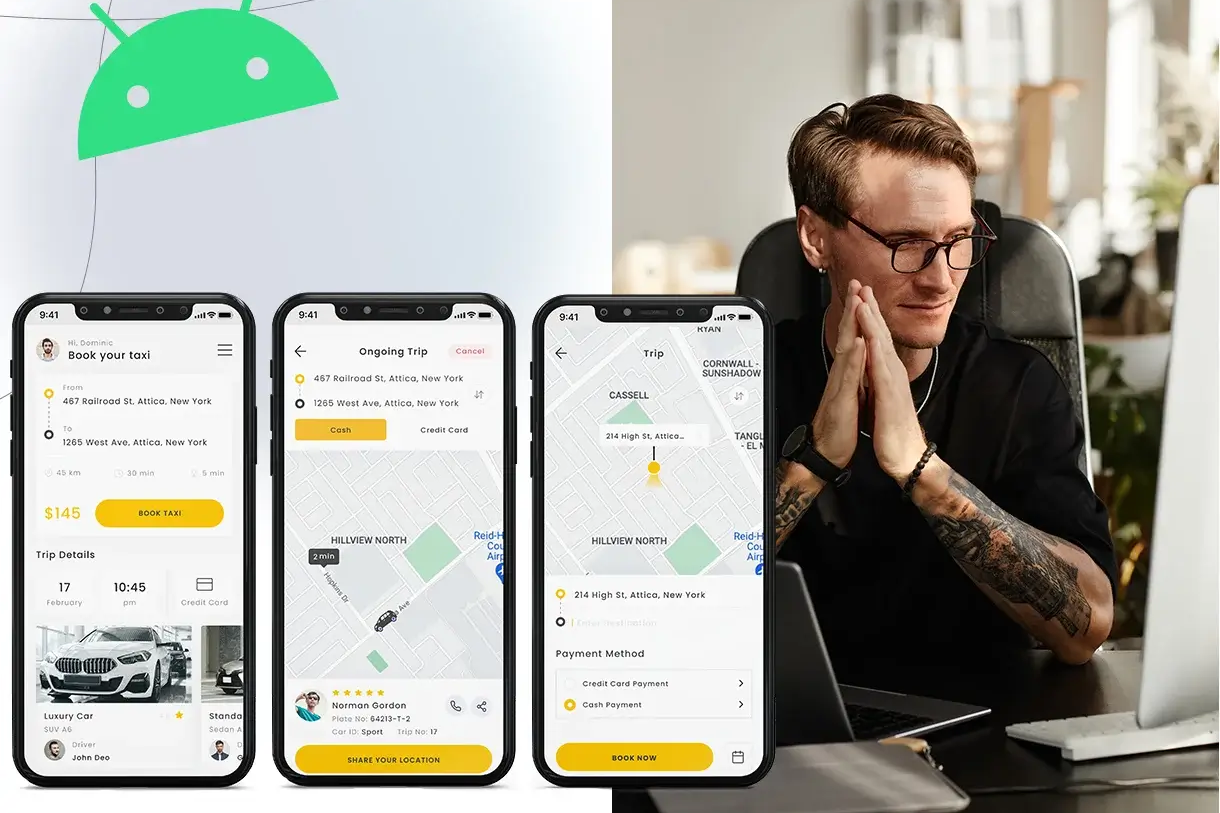 9:41
Hi, Dominic
Book your taxi
From
467 Railroad St, Attica, New York
To
1265 West Ave, Attica, New York
45 km
30 min
5 min
$145
BOOK TAXI
Trip Details
17
February
10:45
pm
Credit Card
Luxury Car
SUV A6
Driver
John Deo
Standa
Sedan A
G
9:41
Ongoing Trip
Cancel
467 Railroad St, Attica, New York
1265 West Ave, Attica, New York
Cash
Credit Card
HILLVIEW NORTH
Reid-H
Cou
Airp
2 min
Hopkins Dr
Ave
Norman Gordon
Plate No: 64213-T-2
Car ID: Sport
Trip No: 17
SHARE YOUR LOCATION
9:41
RYAN
Trip
CORNWALL -
SUNSHADOW
CASSELL
214 High St, Attica...
TANGL
- EL M
HILLVIEW NORTH
Reid-H
Cou
Airp
214 High St, Attica, New York
Payment Method
Credit Card Payment
Cash Payment
BOOK NOW